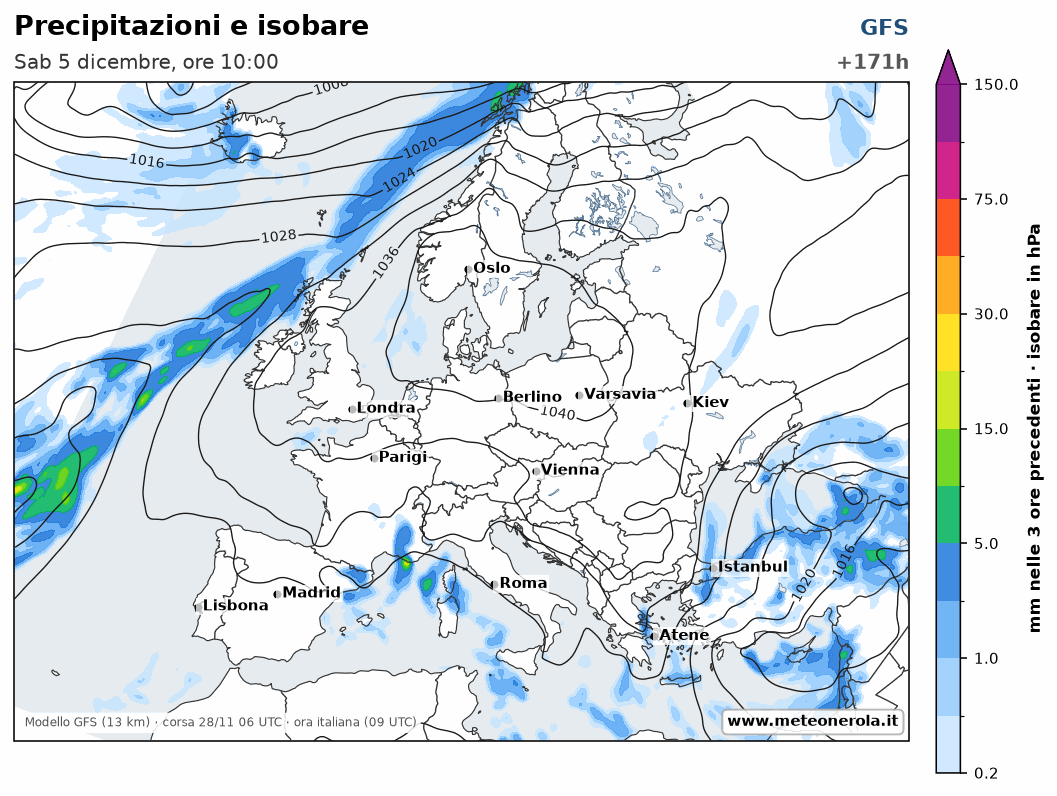 Precipitazioni e isobare
GFS
Sab 5 dicembre, ore 10:00
+171h
1016
1020
1024
1028
1036
Oslo
Londra
Berlino
Varsavia
Kiev
1040
Parigi
Vienna
Istanbul
1016
1020
Madrid
Roma
Lisbona
Atene
Modello GFS (13 km) · corsa 28/11 06 UTC · ora italiana (09 UTC)
www.meteonerola.it
150.0
75.0
30.0
15.0
5.0
1.0
0.2
mm nelle 3 ore precedenti · isobare in hPa